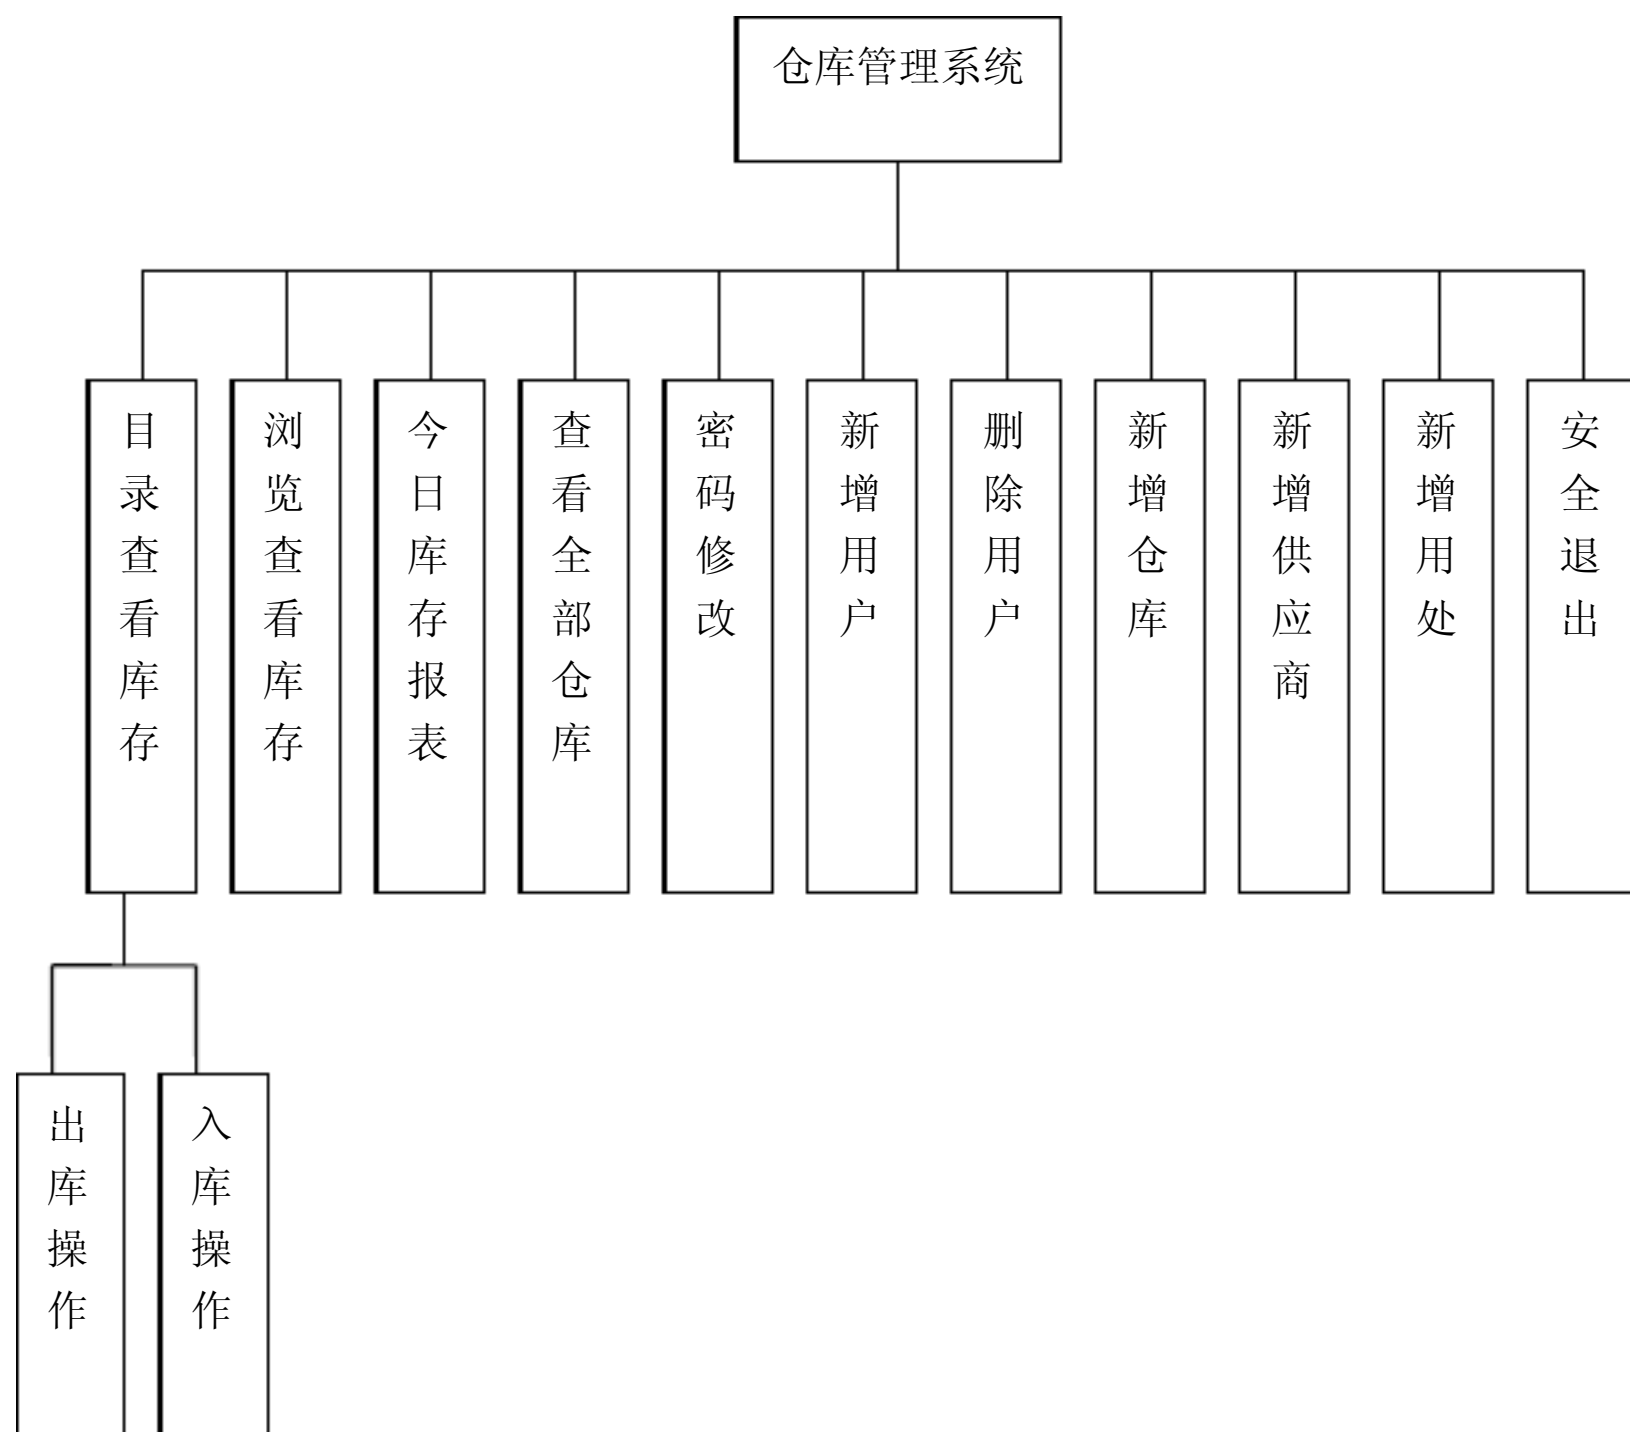 仓库管理系统
目录查看库存
浏览查看库存
今日库存报表
查看全部仓库
密码修改
新增用户
删除用户
新增仓库
新增供应商
新增用处
安全退出
出库操作
入库操作